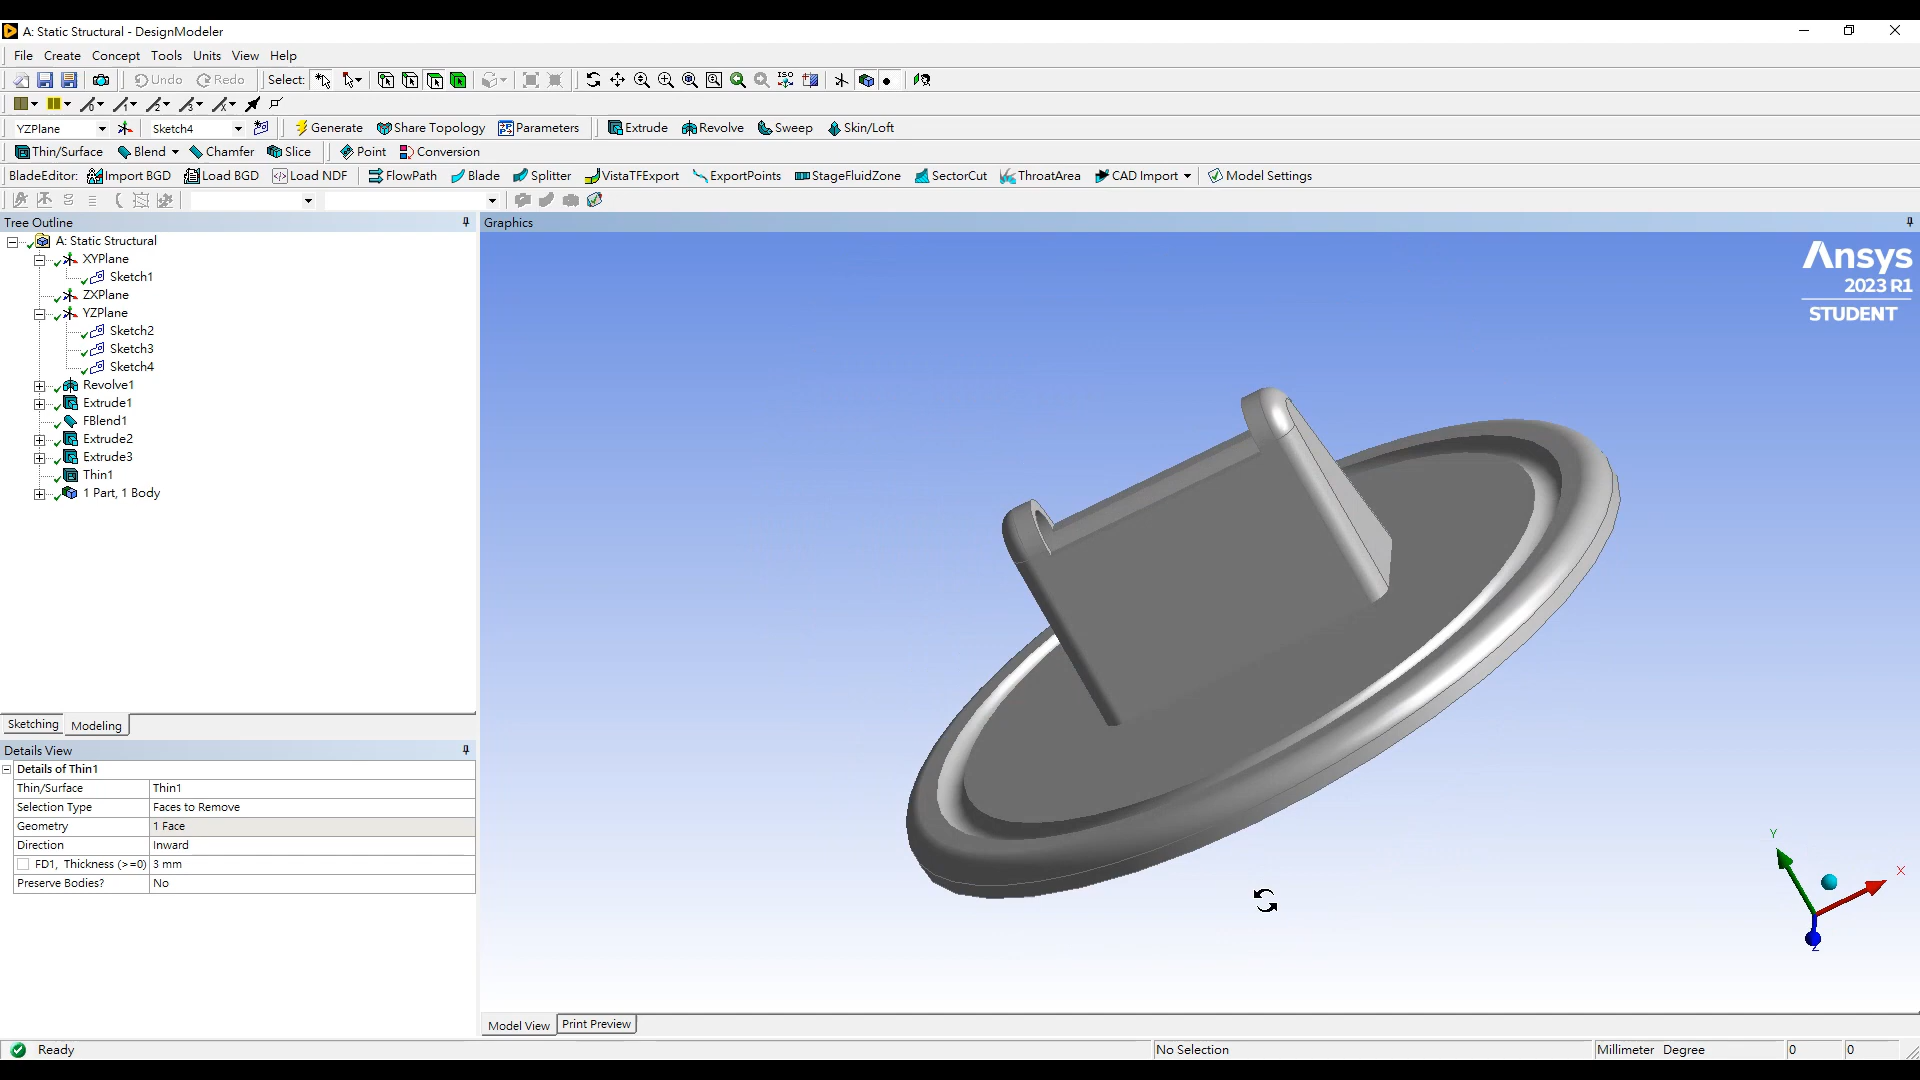 A: Static Structural - DesignModeler
File Create Concept Tools Units View Help
Undo Redo Select: ISO
YZPlane Sketch4 Generate Share Topology Parameters Extrude Revolve Sweep Skin/Loft
Thin/Surface Blend Chamfer Slice Point Conversion
BladeEditor: Import BGD Load BGD Load NDF FlowPath Blade Splitter VistaTFExport ExportPoints StageFluidZone SectorCut ThroatArea CAD Import Model Settings
Tree Outline
A: Static Structural
XYPlane
Sketch1
ZXPlane
YZPlane
Sketch2
Sketch3
Sketch4
Revolve1
Extrude1
FBlend1
Extrude2
Extrude3
Thin1
1 Part, 1 Body
Sketching Modeling
Details View
Details of Thin1
Thin/Surface Thin1
Selection Type Faces to Remove
Geometry 1 Face
Direction Inward
FD1, Thickness (>=0) 3 mm
Preserve Bodies? No
Graphics
Ansys
2023 R1
STUDENT
Y
X
Z
Model View Print Preview
Ready No Selection Millimeter Degree 0 0